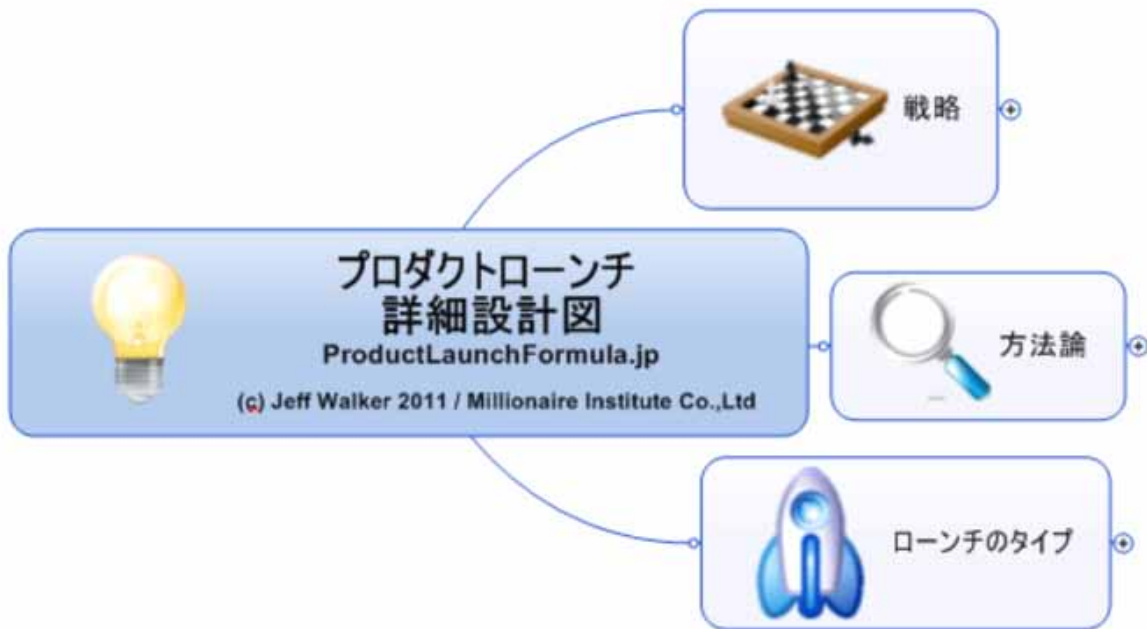 戦略
プロダクトローンチ
詳細設計図
ProductLaunchFormula.jp
(c) Jeff Walker 2011 / Millionaire Institute Co.,Ltd
方法論
ローンチのタイプ